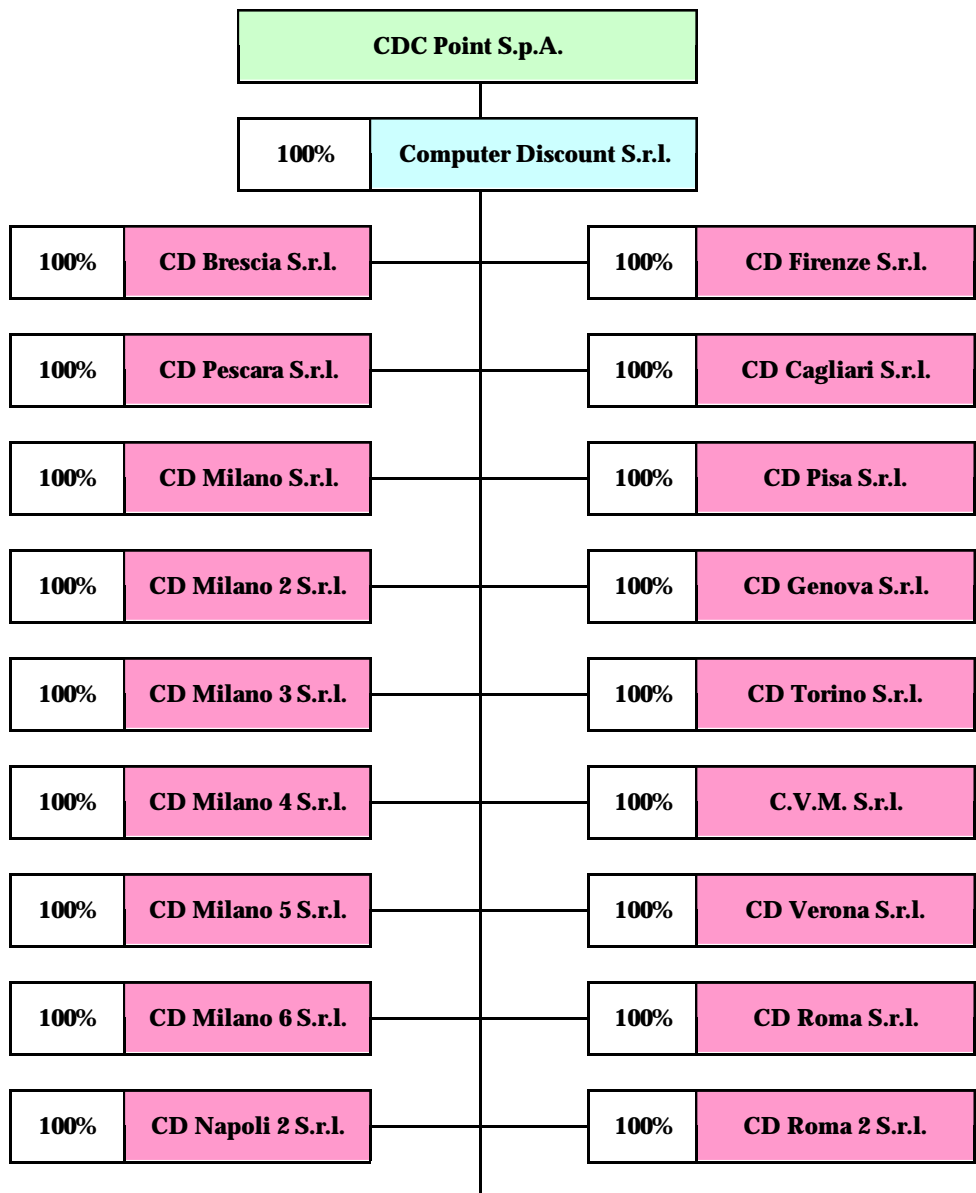 CDC Point S.p.A.
100% Computer Discount S.r.l.
100% CD Brescia S.r.l. 100% CD Firenze S.r.l.
100% CD Pescara S.r.l. 100% CD Cagliari S.r.l.
100% CD Milano S.r.l. 100% CD Pisa S.r.l.
100% CD Milano 2 S.r.l. 100% CD Genova S.r.l.
100% CD Milano 3 S.r.l. 100% CD Torino S.r.l.
100% CD Milano 4 S.r.l. 100% C.V.M. S.r.l.
100% CD Milano 5 S.r.l. 100% CD Verona S.r.l.
100% CD Milano 6 S.r.l. 100% CD Roma S.r.l.
100% CD Napoli 2 S.r.l. 100% CD Roma 2 S.r.l.